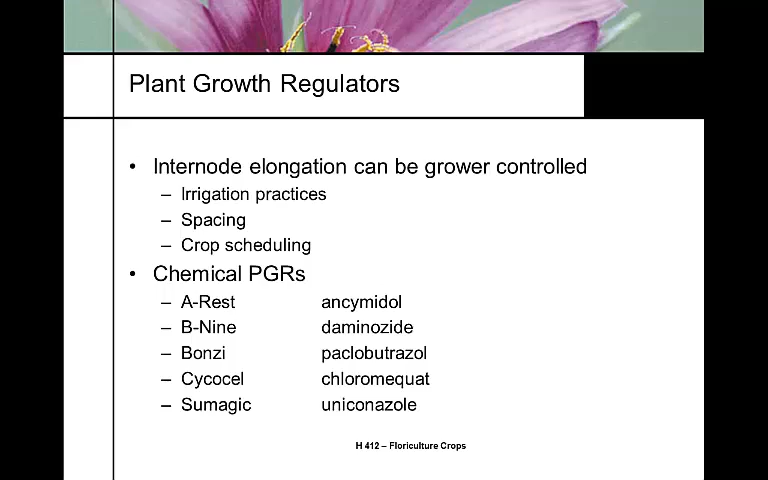 Plant Growth Regulators
• Internode elongation can be grower controlled
– Irrigation practices
– Spacing
– Crop scheduling
• Chemical PGRs
– A-Rest ancymidol
– B-Nine daminozide
– Bonzi paclobutrazol
– Cycocel chloromequat
– Sumagic uniconazole
H 412 – Floriculture Crops